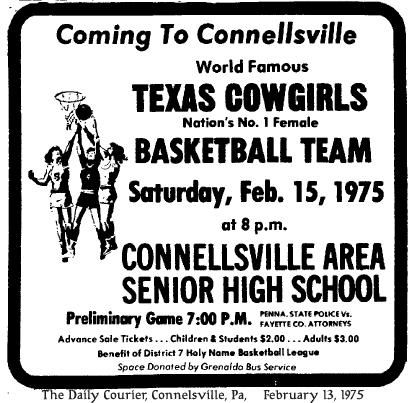 Coming To Connellsville
World Famous
TEXAS COWGIRLS
Nation's No. 1 Female
BASKETBALL TEAM
Saturday, Feb. 15, 1975
at 8 p.m.
CONNELLSVILLE AREA
SENIOR HIGH SCHOOL
Preliminary Game 7:00 P.M. PENNA. STATE POLICE Vs.
FAYETTE CO. ATTORNEYS
Advance Sale Tickets . . . Children & Students $2.00 . . . Adults $3.00
Benefit of District 7 Holy Name Basketball League
Space Donated by Grenaldo Bus Service
The Daily Courier, Connelsville, Pa, February 13, 1975